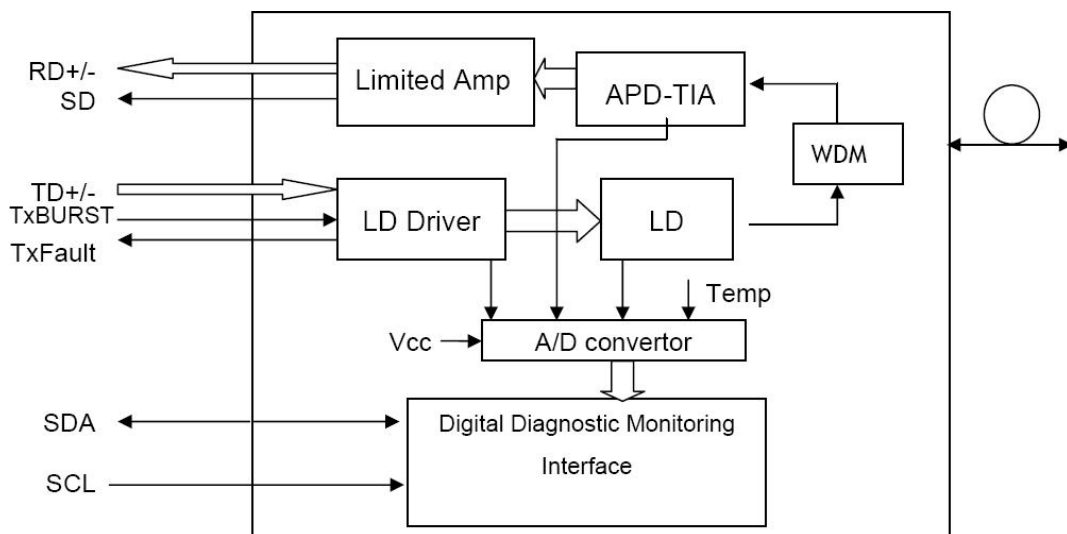 RD+/-
SD
Limited Amp
APD-TIA
WDM
TD+/-
TxBURST
TxFault
LD Driver
LD
Temp
Vcc
A/D convertor
SDA
SCL
Digital Diagnostic Monitoring
Interface